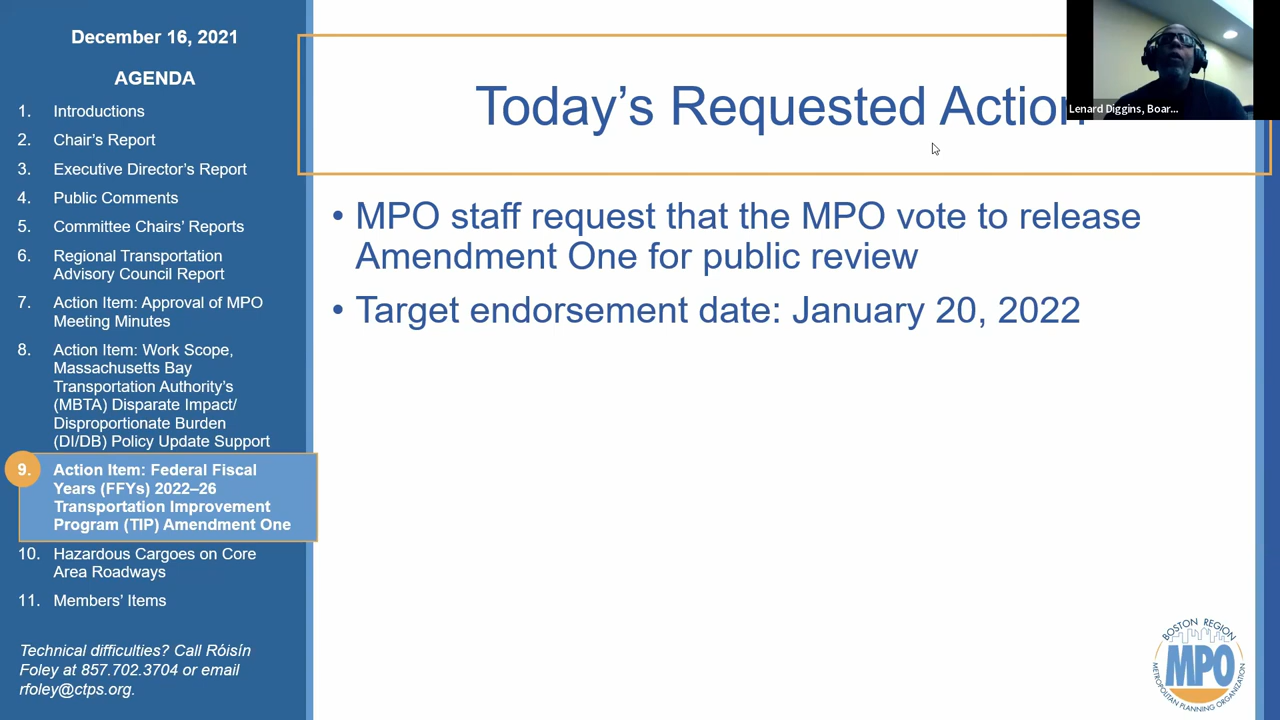 December 16, 2021
AGENDA
1. Introductions
2. Chair's Report
3. Executive Director's Report
4. Public Comments
5. Committee Chairs' Reports
6. Regional Transportation
Advisory Council Report
7. Action Item: Approval of MPO
Meeting Minutes
8. Action Item: Work Scope,
Massachusetts Bay
Transportation Authority's
(MBTA) Disparate Impact/
Disproportionate Burden
(DI/DB) Policy Update Support
9. Action Item: Federal Fiscal
Years (FFYs) 2022–26
Transportation Improvement
Program (TIP) Amendment One
10. Hazardous Cargoes on Core
Area Roadways
11. Members' Items
Technical difficulties? Call Róisín
Foley at 857.702.3704 or email
rfoley@ctps.org.
Today's Requested Action
• MPO staff request that the MPO vote to release
Amendment One for public review
• Target endorsement date: January 20, 2022
Lenard Diggins, Boar...
BOSTON REGION
MPO
METROPOLITAN PLANNING ORGANIZATION